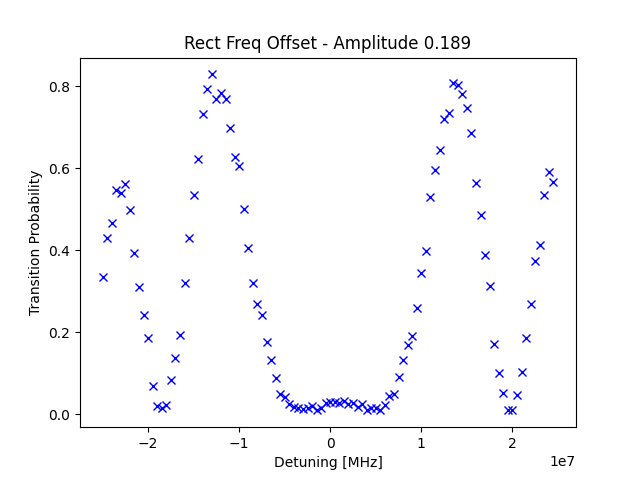 Rect Freq Offset - Amplitude 0.189
Transition Probability
0.8
0.6
0.4
0.2
0.0
−2
−1
0
1
2
1e7
Detuning [MHz]